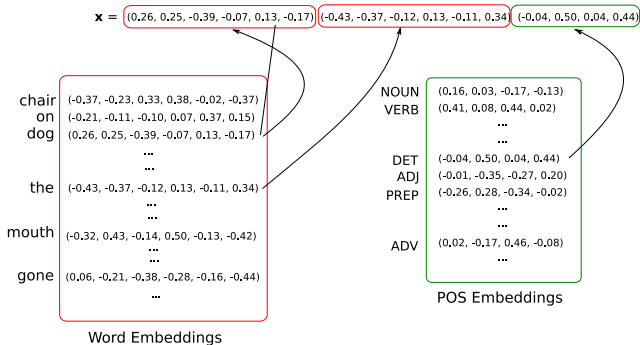 x = (0.26, 0.25, -0.39, -0.07, 0.13, -0.17) (-0.43, -0.37, -0.12, 0.13, -0.11, 0.34) (-0.04, 0.50, 0.04, 0.44)
chair (-0.37, -0.23, 0.33, 0.38, -0.02, -0.37)
on (-0.21, -0.11, -0.10, 0.07, 0.37, 0.15)
dog (0.26, 0.25, -0.39, -0.07, 0.13, -0.17)
...
...
the (-0.43, -0.37, -0.12, 0.13, -0.11, 0.34)
...
...
mouth (-0.32, 0.43, -0.14, 0.50, -0.13, -0.42)
...
...
gone (0.06, -0.21, -0.38, -0.28, -0.16, -0.44)
...
Word Embeddings
NOUN (0.16, 0.03, -0.17, -0.13)
VERB (0.41, 0.08, 0.44, 0.02)
...
...
DET (-0.04, 0.50, 0.04, 0.44)
ADJ (-0.01, -0.35, -0.27, 0.20)
PREP (-0.26, 0.28, -0.34, -0.02)
...
...
ADV (0.02, -0.17, 0.46, -0.08)
...
POS Embeddings